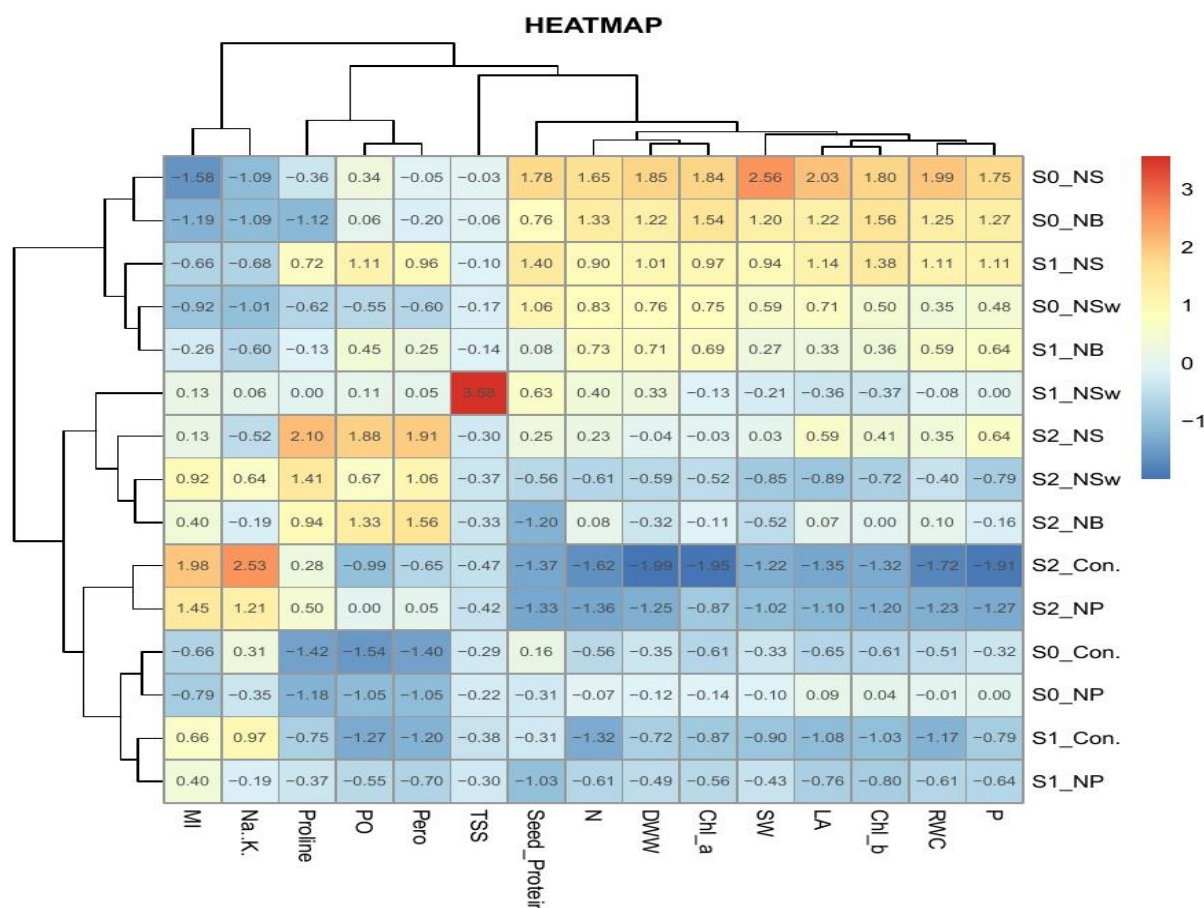 HEATMAP
−1.58 −1.09 −0.36 0.34 −0.05 −0.03 1.78 1.65 1.85 1.84 2.56 2.03 1.80 1.99 1.75 S0_NS
−1.19 −1.09 −1.12 0.06 −0.20 −0.06 0.76 1.33 1.22 1.54 1.20 1.22 1.56 1.25 1.27 S0_NB
−0.66 −0.68 0.72 1.11 0.96 −0.10 1.40 0.90 1.01 0.97 0.94 1.14 1.38 1.11 1.11 S1_NS
−0.92 −1.01 −0.62 −0.55 −0.60 −0.17 1.06 0.83 0.76 0.75 0.59 0.71 0.50 0.35 0.48 S0_NSw
−0.26 −0.60 −0.13 0.45 0.25 −0.14 0.08 0.73 0.71 0.69 0.27 0.33 0.36 0.59 0.64 S1_NB
0.13 0.06 0.00 0.11 0.05 3.58 0.63 0.40 0.33 −0.13 −0.21 −0.36 −0.37 −0.08 0.00 S1_NSw
0.13 −0.52 2.10 1.88 1.91 −0.30 0.25 0.23 −0.04 −0.03 0.03 0.59 0.41 0.35 0.64 S2_NS
0.92 0.64 1.41 0.67 1.06 −0.37 −0.56 −0.61 −0.59 −0.52 −0.85 −0.89 −0.72 −0.40 −0.79 S2_NSw
0.40 −0.19 0.94 1.33 1.56 −0.33 −1.20 0.08 −0.32 −0.11 −0.52 0.07 0.00 0.10 −0.16 S2_NB
1.98 2.53 0.28 −0.99 −0.65 −0.47 −1.37 −1.62 −1.99 −1.95 −1.22 −1.35 −1.32 −1.72 −1.91 S2_Con.
1.45 1.21 0.50 0.00 0.05 −0.42 −1.33 −1.36 −1.25 −0.87 −1.02 −1.10 −1.20 −1.23 −1.27 S2_NP
−0.66 0.31 −1.42 −1.54 −1.40 −0.29 0.16 −0.56 −0.35 −0.61 −0.33 −0.65 −0.61 −0.51 −0.32 S0_Con.
−0.79 −0.35 −1.18 −1.05 −1.05 −0.22 −0.31 −0.07 −0.12 −0.14 −0.10 0.09 0.04 −0.01 0.00 S0_NP
0.66 0.97 −0.75 −1.27 −1.20 −0.38 −0.31 −1.32 −0.72 −0.87 −0.90 −1.08 −1.03 −1.17 −0.79 S1_Con.
0.40 −0.19 −0.37 −0.55 −0.70 −0.30 −1.03 −0.61 −0.49 −0.56 −0.43 −0.76 −0.80 −0.61 −0.64 S1_NP
MI Na..K. Proline PO Pero TSS Seed_Protein N DWW Chl_a SW LA Chl_b RWC P
3
2
1
0
−1